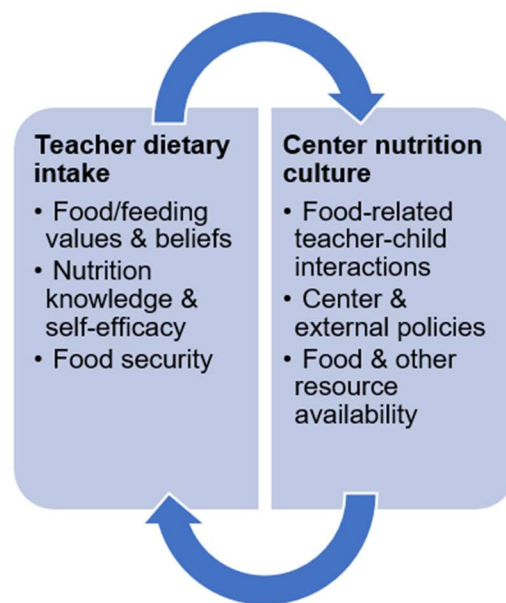 Teacher dietary
intake
• Food/feeding
values & beliefs
• Nutrition
knowledge &
self-efficacy
• Food security
Center nutrition
culture
• Food-related
teacher-child
interactions
• Center &
external policies
• Food & other
resource
availability